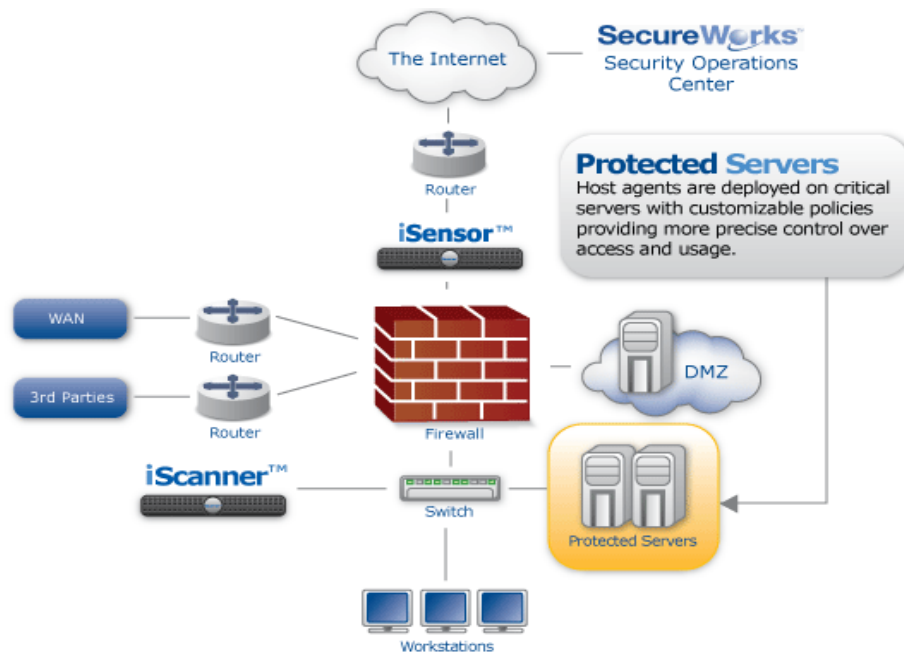 The Internet
SecureWorks™
Security Operations
Center
Router
Protected Servers
Host agents are deployed on critical
servers with customizable policies
providing more precise control over
access and usage.
iSensor™
WAN
Router
3rd Parties
Router
Firewall
DMZ
iScanner™
Switch
Protected Servers
Workstations